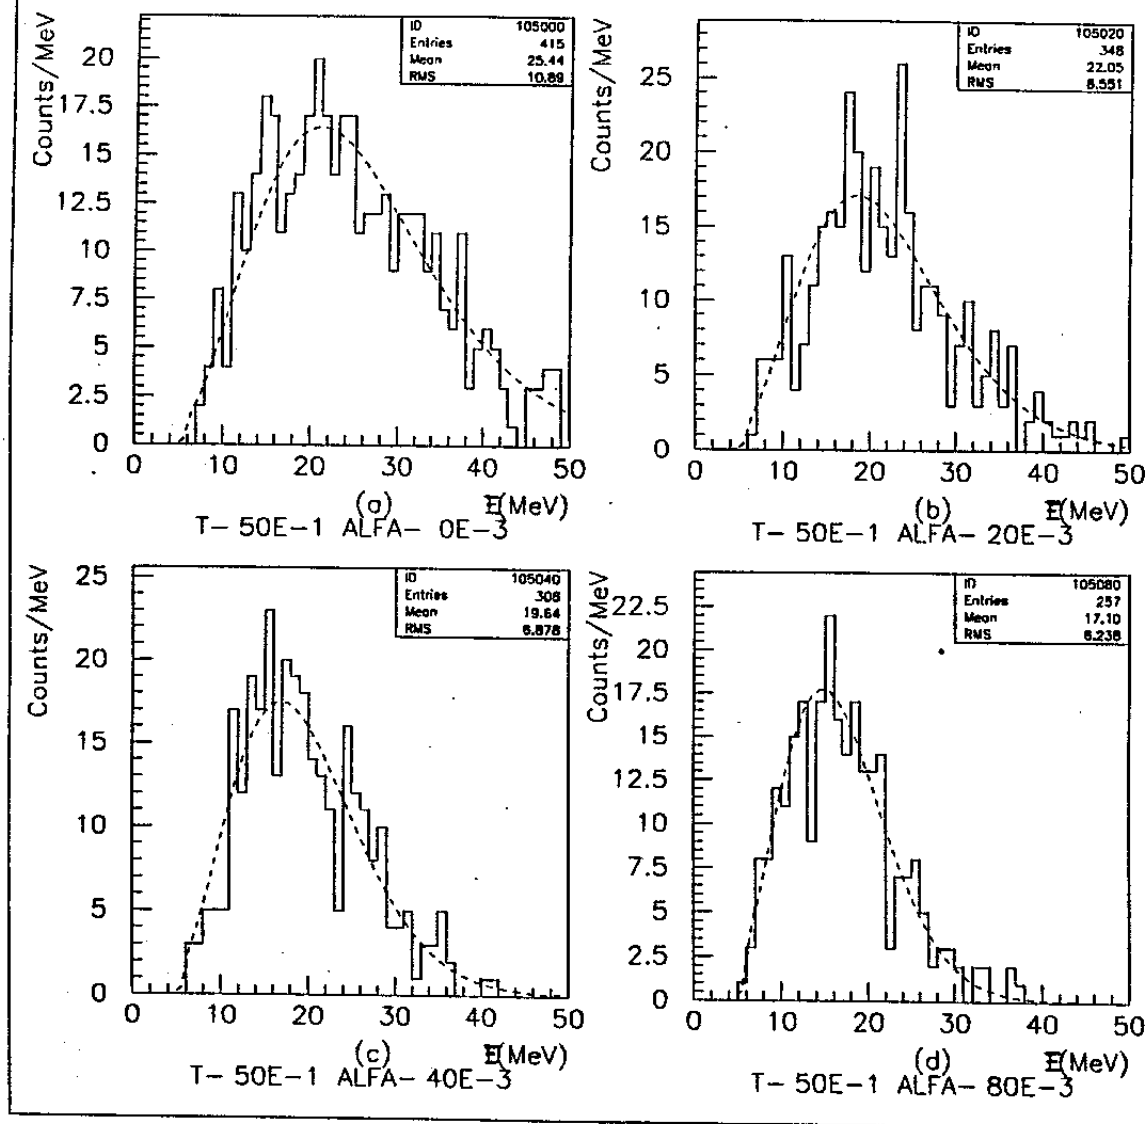 ID 105000
Entries 415
Mean 25.44
RMS 10.89
Counts/MeV
20
17.5
15
12.5
10
7.5
5
2.5
0
0 10 20 30 40 50
(a) E(MeV)
T- 50E-1 ALFA- 0E-3
ID 105020
Entries 348
Mean 22.05
RMS 8.551
Counts/MeV
25
20
15
10
5
0
0 10 20 30 40 50
(b) E(MeV)
T- 50E-1 ALFA- 20E-3
ID 105040
Entries 308
Mean 19.64
RMS 6.878
Counts/MeV
25
20
15
10
5
0
0 10 20 30 40 50
(c) E(MeV)
T- 50E-1 ALFA- 40E-3
ID 105080
Entries 257
Mean 17.10
RMS 6.238
Counts/MeV
22.5
20
17.5
15
12.5
10
7.5
5
2.5
0
0 10 20 30 40 50
(d) E(MeV)
T- 50E-1 ALFA- 80E-3